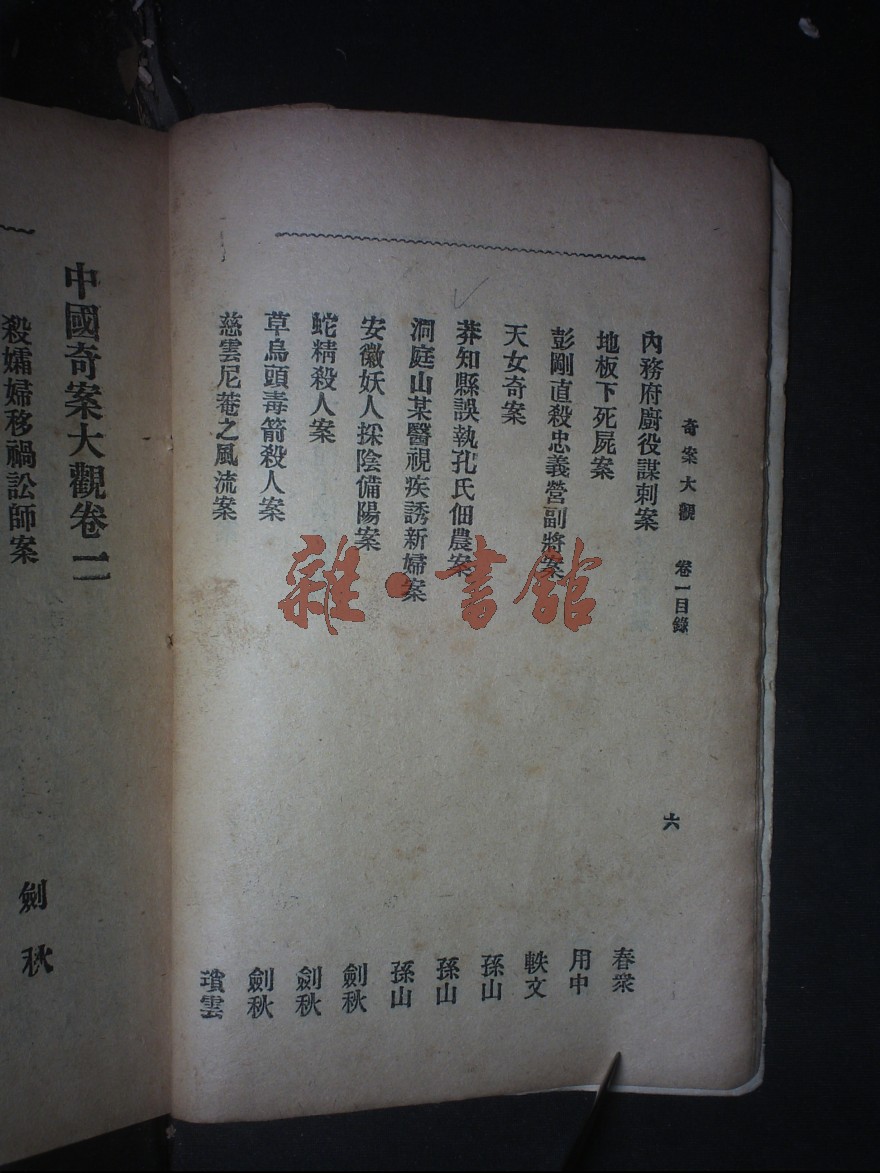 奇案大觀 卷一目錄 六
內務府廚役謀刺案 春衆
地板下死屍案 用中
彭剛直殺忠義營副將案 軼文
天女奇案 孫山
莽知縣誤執孔氏佃農案 孫山
洞庭山某醫視疾誘新婦案 孫山
安徽妖人採陰備陽案 劍秋
蛇精殺人案 劍秋
草烏頭毒箭殺人案 劍秋
慈雲尼菴之風流案 瓆雲
中國奇案大觀卷二
殺孀婦移禍訟師案 劍秋
雜·書館